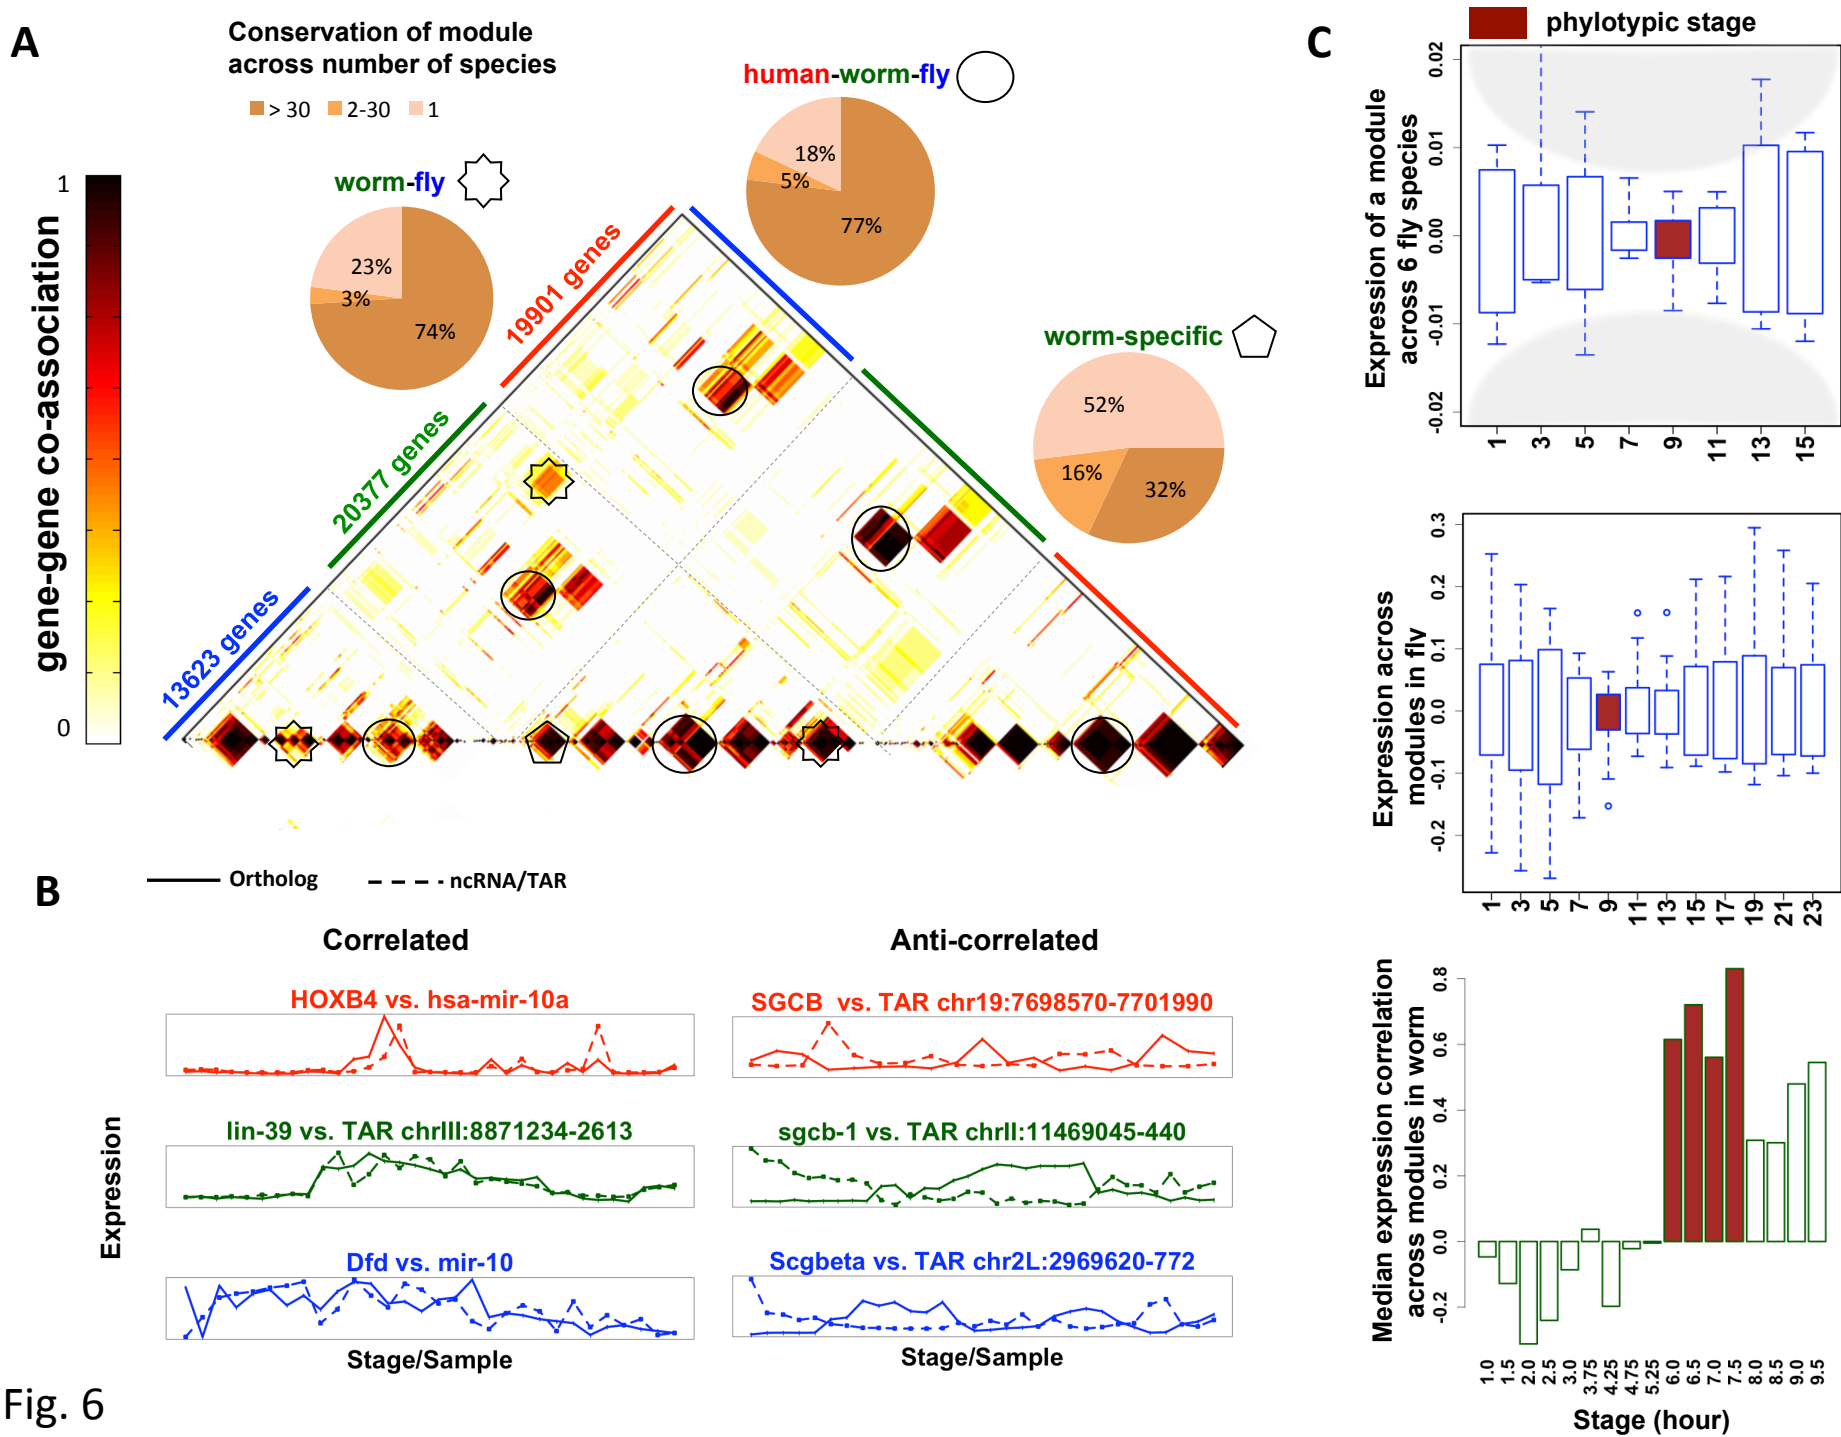 A
Conservation of module
across number of species
> 30
2-30
1
gene-gene co-association
1
0
worm-fly
23%
3%
74%
human-worm-fly
18%
5%
77%
worm-specific
52%
16%
32%
19901 genes
20377 genes
13623 genes
B
Ortholog
ncRNA/TAR
Correlated
Anti-correlated
Expression
HOXB4 vs. hsa-mir-10a
SGCB vs. TAR chr19:7698570-7701990
lin-39 vs. TAR chrIII:8871234-2613
sgcb-1 vs. TAR chrII:11469045-440
Dfd vs. mir-10
Scgbeta vs. TAR chr2L:2969620-772
Stage/Sample
Stage/Sample
C
phylotypic stage
Expression of a module
across 6 fly species
0.02
0.01
0.00
-0.01
-0.02
1 3 5 7 9 11 13 15
Expression across
modules in fly
0.3
0.2
0.1
0.0
-0.1
-0.2
1 3 5 7 9 11 13 15 17 19 21 23
Median expression correlation
across modules in worm
0.8
0.6
0.4
0.2
0.0
-0.2
1.0 1.5 2.0 2.5 3.0 3.75 4.25 4.75 5.25 6.0 6.5 7.0 7.5 8.0 8.5 9.0 9.5
Stage (hour)
Fig. 6